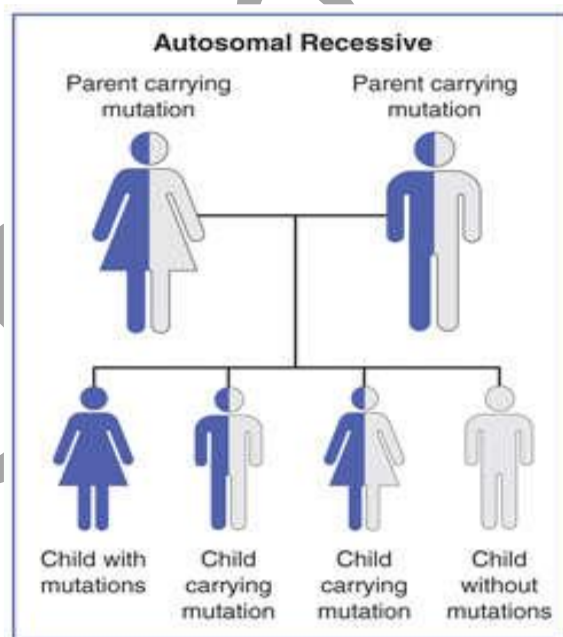 Autosomal Recessive
Parent carrying
mutation
Parent carrying
mutation
Child with
mutations
Child
carrying
mutation
Child
carrying
mutation
Child
without
mutations